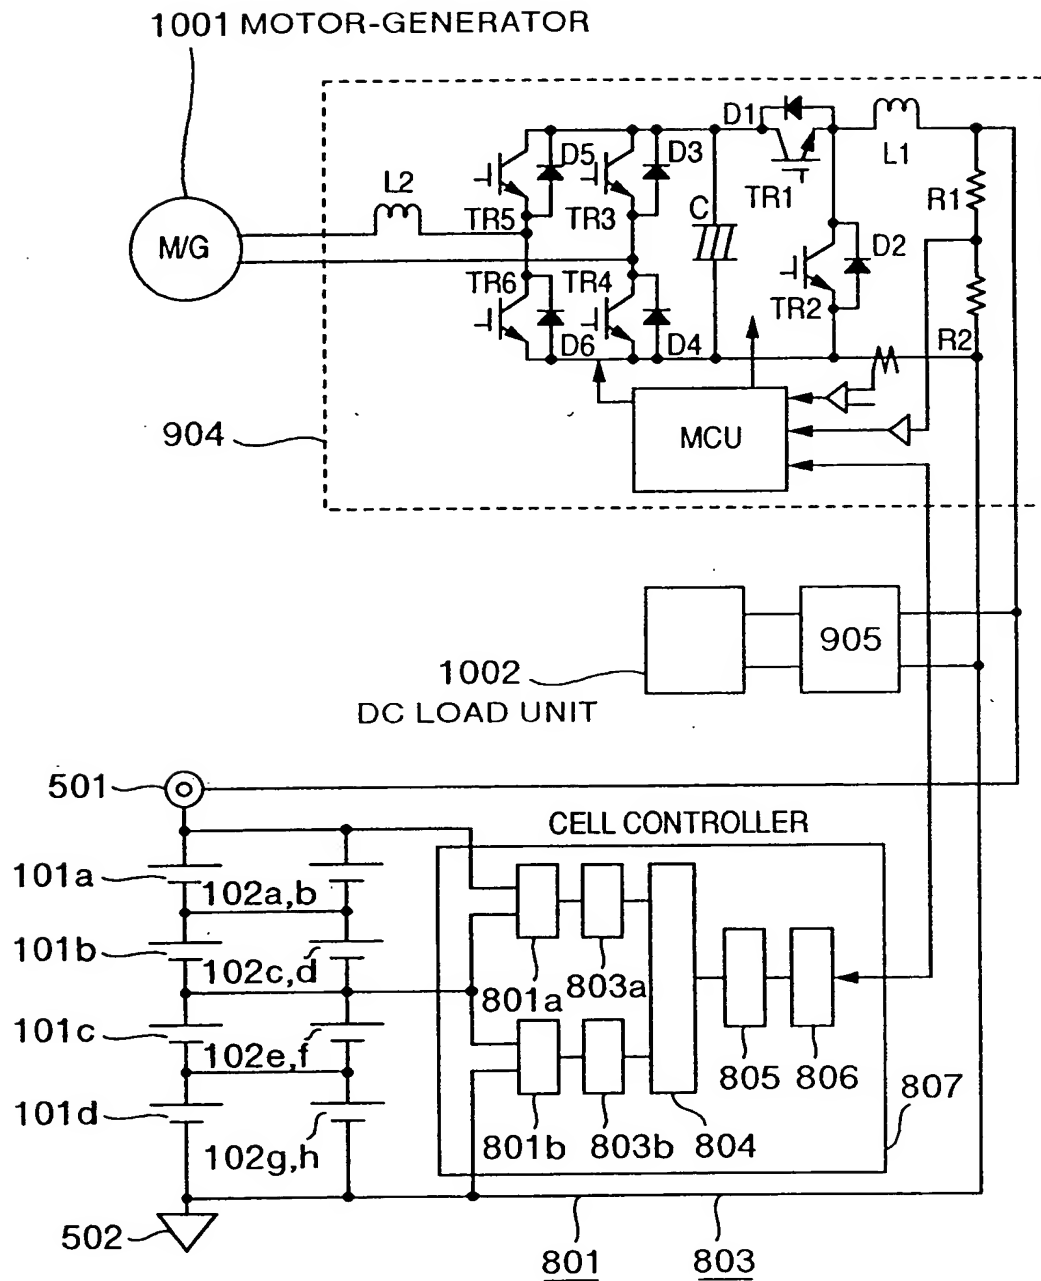 1001 MOTOR-GENERATOR
M/G
L2
D1
L1
D5
D3
TR5
TR3
C
TR1
R1
D2
TR6
TR4
TR2
D6
D4
R2
MCU
904
905
1002
DC LOAD UNIT
501
CELL CONTROLLER
101a
102a,b
101b
102c,d
801a
803a
101c
102e,f
805
806
807
101d
102g,h
801b
803b
804
502
801
803